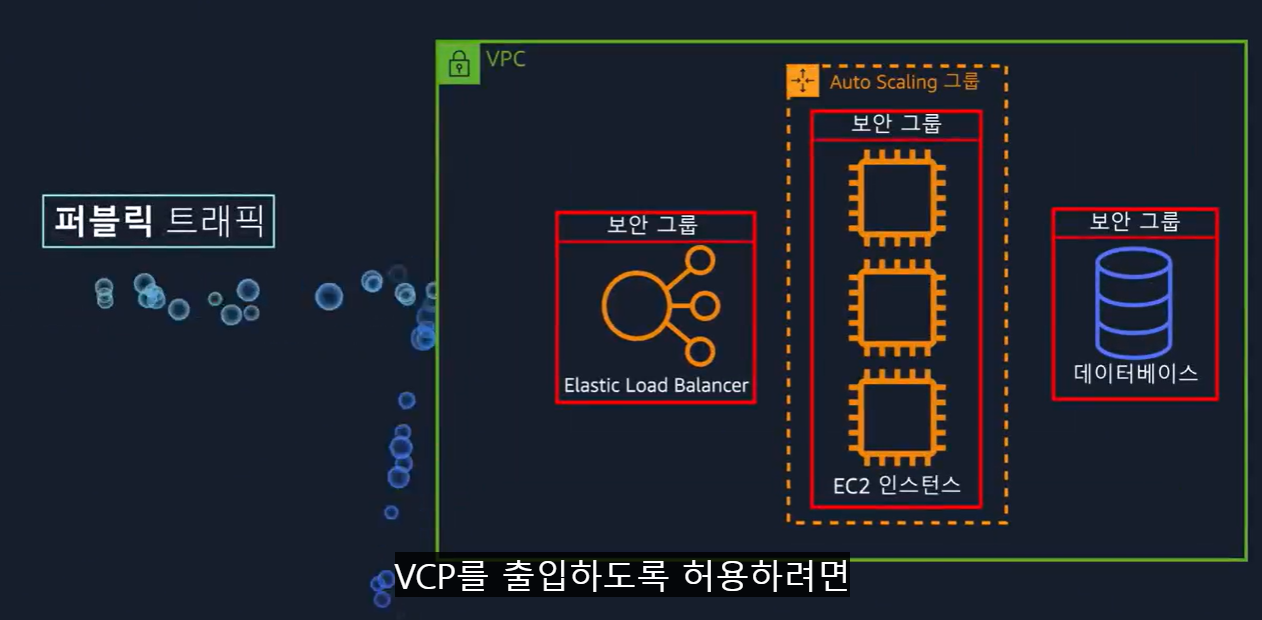 VPC
Auto Scaling 그룹
보안 그룹
퍼블릭 트래픽
보안 그룹
보안 그룹
Elastic Load Balancer
데이터베이스
EC2 인스턴스
VCP를 출입하도록 허용하려면